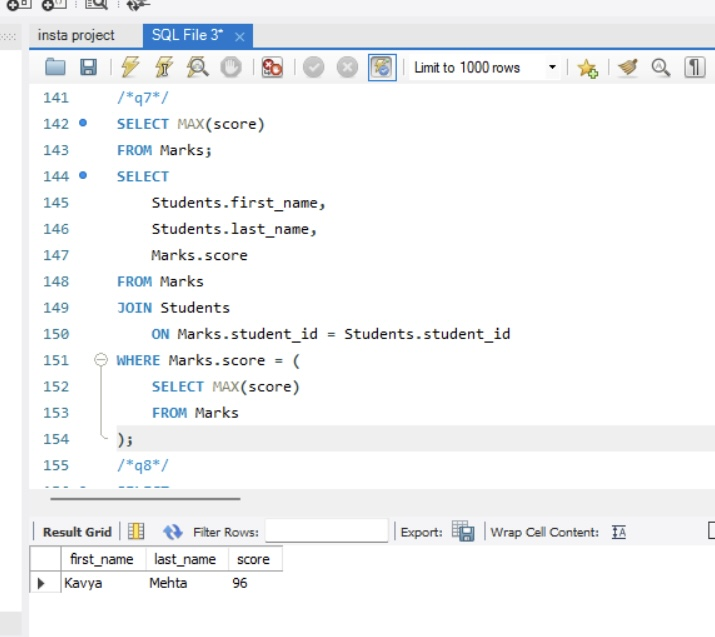 insta project
SQL File 3* ×
Limit to 1000 rows
141 /*q7*/
142 SELECT MAX(score)
143 FROM Marks;
144 SELECT
145 Students.first_name,
146 Students.last_name,
147 Marks.score
148 FROM Marks
149 JOIN Students
150 ON Marks.student_id = Students.student_id
151 WHERE Marks.score = (
152 SELECT MAX(score)
153 FROM Marks
154 );
155 /*q8*/
Result Grid Filter Rows: Export: Wrap Cell Content: IA
first_name last_name score
Kavya Mehta 96